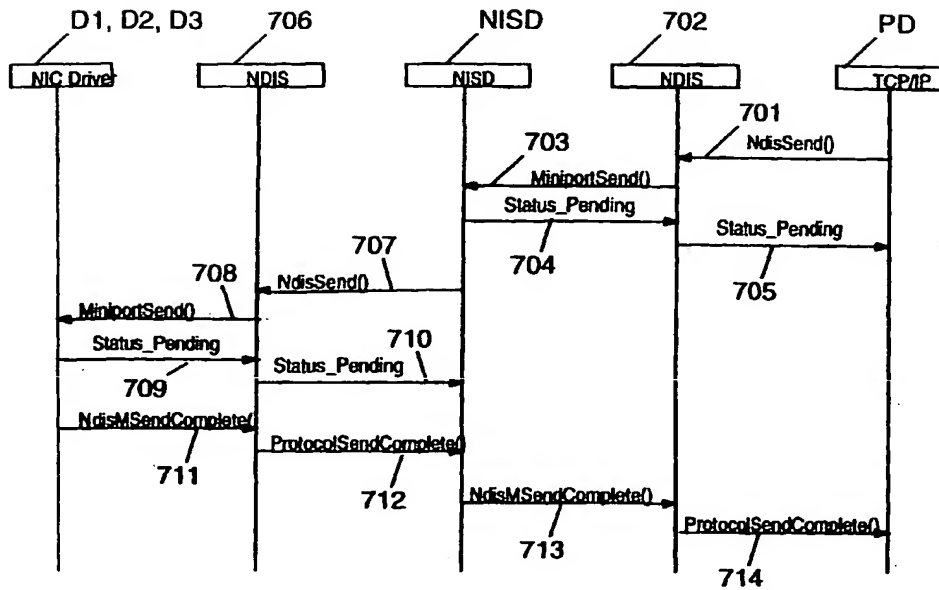 D1, D2, D3 706 NISD 702 PD
NIC Driver NDIS NISD NDIS TCP/IP
701
NdisSend()
703
MiniportSend()
Status_Pending
704
Status_Pending
705
707
NdisSend()
708
MiniportSend()
Status_Pending
709
710
Status_Pending
NdisMSendComplete()
711
ProtocolSendComplete()
712
NdisMSendComplete()
713
ProtocolSendComplete()
714